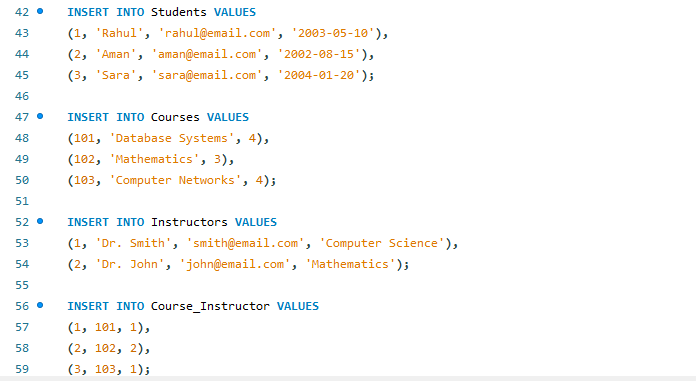 42 INSERT INTO Students VALUES
43 (1, 'Rahul', 'rahul@email.com', '2003-05-10'),
44 (2, 'Aman', 'aman@email.com', '2002-08-15'),
45 (3, 'Sara', 'sara@email.com', '2004-01-20');
46
47 INSERT INTO Courses VALUES
48 (101, 'Database Systems', 4),
49 (102, 'Mathematics', 3),
50 (103, 'Computer Networks', 4);
51
52 INSERT INTO Instructors VALUES
53 (1, 'Dr. Smith', 'smith@email.com', 'Computer Science'),
54 (2, 'Dr. John', 'john@email.com', 'Mathematics');
55
56 INSERT INTO Course_Instructor VALUES
57 (1, 101, 1),
58 (2, 102, 2),
59 (3, 103, 1);